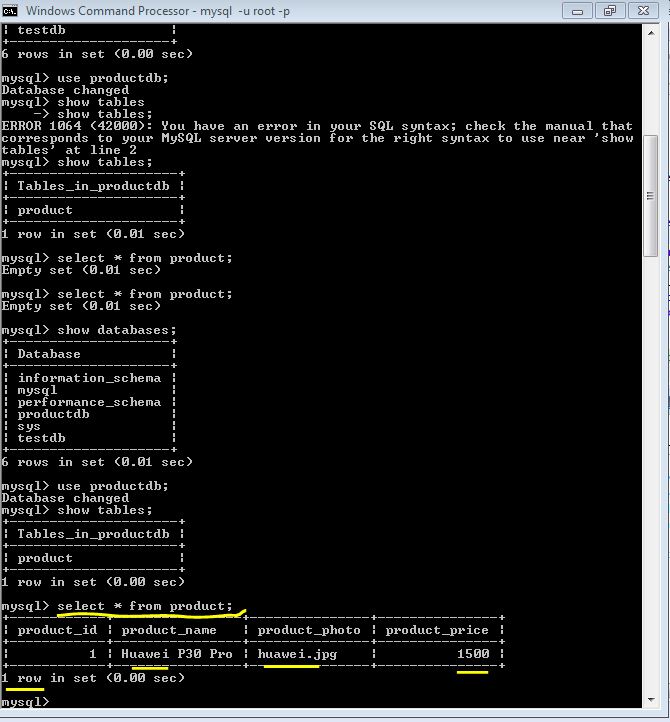 Windows Command Processor - mysql  -u root -p
| testdb             |
+--------------------+
6 rows in set (0.00 sec)
mysql> use productdb;
Database changed
mysql> show tables
    -> show tables;
ERROR 1064 (42000): You have an error in your SQL syntax; check the manual that
corresponds to your MySQL server version for the right syntax to use near 'show
tables' at line 2
mysql> show tables;
+---------------------+
| Tables_in_productdb |
+---------------------+
| product             |
+---------------------+
1 row in set (0.01 sec)
mysql> select * from product;
Empty set (0.01 sec)
mysql> select * from product;
Empty set (0.01 sec)
mysql> show databases;
+--------------------+
| Database           |
+--------------------+
| information_schema |
| mysql              |
| performance_schema |
| productdb          |
| sys                |
| testdb             |
+--------------------+
6 rows in set (0.01 sec)
mysql> use productdb;
Database changed
mysql> show tables;
+---------------------+
| Tables_in_productdb |
+---------------------+
| product             |
+---------------------+
1 row in set (0.00 sec)
mysql> select * from product;
+------------+----------------+---------------+---------------+
| product_id | product_name   | product_photo | product_price |
+------------+----------------+---------------+---------------+
|          1 | Huawei P30 Pro | huawei.jpg    |          1500 |
+------------+----------------+---------------+---------------+
1 row in set (0.00 sec)
mysql>